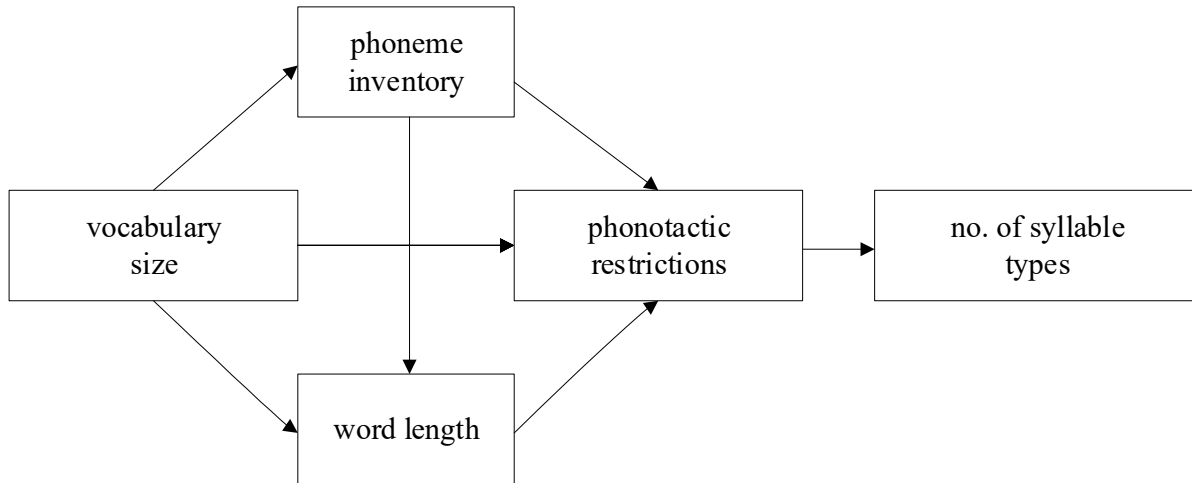 phoneme
inventory
vocabulary
size
phonotactic
restrictions
no. of syllable
types
word length